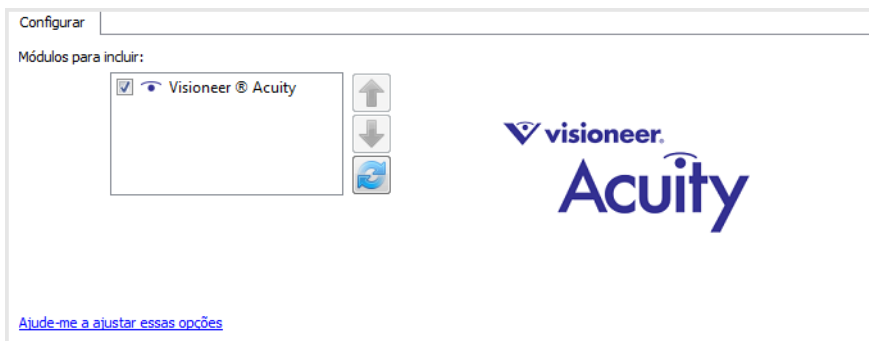 Configurar
Módulos para incluir:
Visioneer ® Acuity
visioneer.
Acuity
Ajude-me a ajustar essas opções